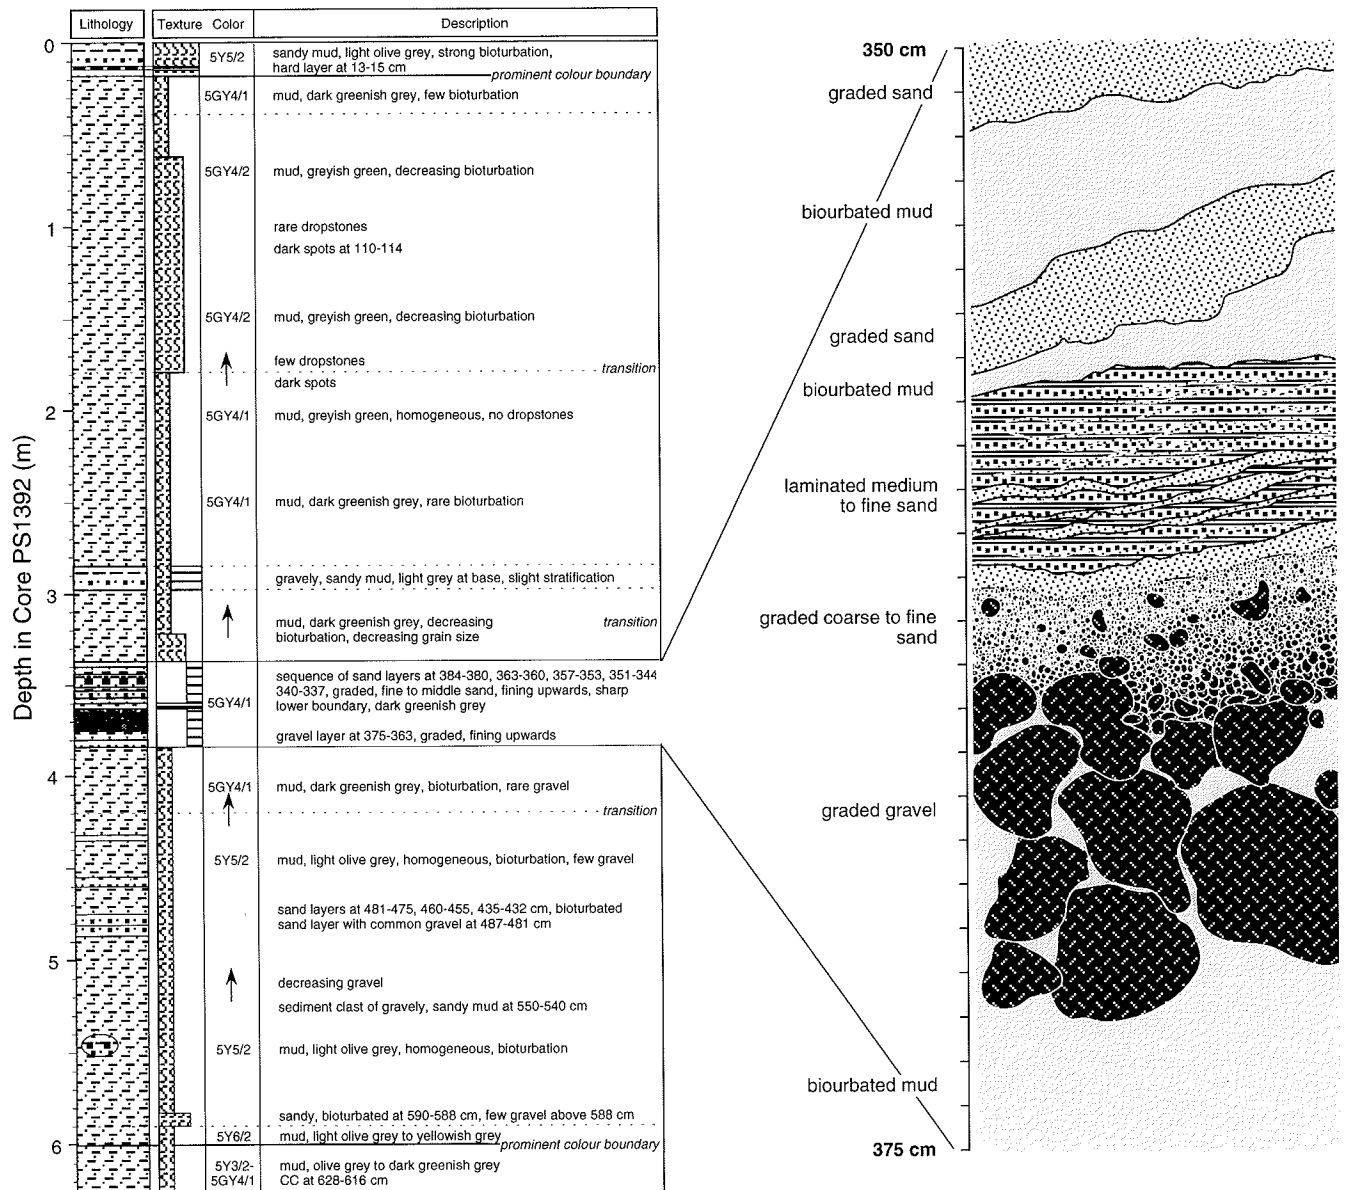 Lithology Texture Color Description
0
5Y5/2
sandy mud, light olive grey, strong bioturbation,
hard layer at 13-15 cm
prominent colour boundary
5GY4/1 mud, dark greenish grey, few bioturbation
5GY4/2 mud, greyish green, decreasing bioturbation
rare dropstones
1
dark spots at 110-114
5GY4/2 mud, greyish green, decreasing bioturbation
few dropstones
transition
dark spots
2
5GY4/1 mud, greyish green, homogeneous, no dropstones
5GY4/1 mud, dark greenish grey, rare bioturbation
gravely, sandy mud, light grey at base, slight stratification
3
mud, dark greenish grey, decreasing
bioturbation, decreasing grain size
transition
sequence of sand layers at 384-380, 363-360, 357-353, 351-344
340-337, graded, fine to middle sand, fining upwards, sharp
lower boundary, dark greenish grey
5GY4/1
gravel layer at 375-363, graded, fining upwards
4
5GY4/1 mud, dark greenish grey, bioturbation, rare gravel
transition
5Y5/2 mud, light olive grey, homogeneous, bioturbation, few gravel
sand layers at 481-475, 460-455, 435-432 cm, bioturbated
sand layer with common gravel at 487-481 cm
5
decreasing gravel
sediment clast of gravely, sandy mud at 550-540 cm
5Y5/2 mud, light olive grey, homogeneous, bioturbation
sandy, bioturbated at 590-588 cm, few gravel above 588 cm
5Y6/2 mud, light olive grey to yellowish grey
6
prominent colour boundary
5Y3/2- mud, olive grey to dark greenish grey
5GY4/1 CC at 628-616 cm
Depth in Core PS1392 (m)
350 cm
graded sand
biourbated mud
graded sand
biourbated mud
laminated medium
to fine sand
graded coarse to fine
sand
graded gravel
biourbated mud
375 cm